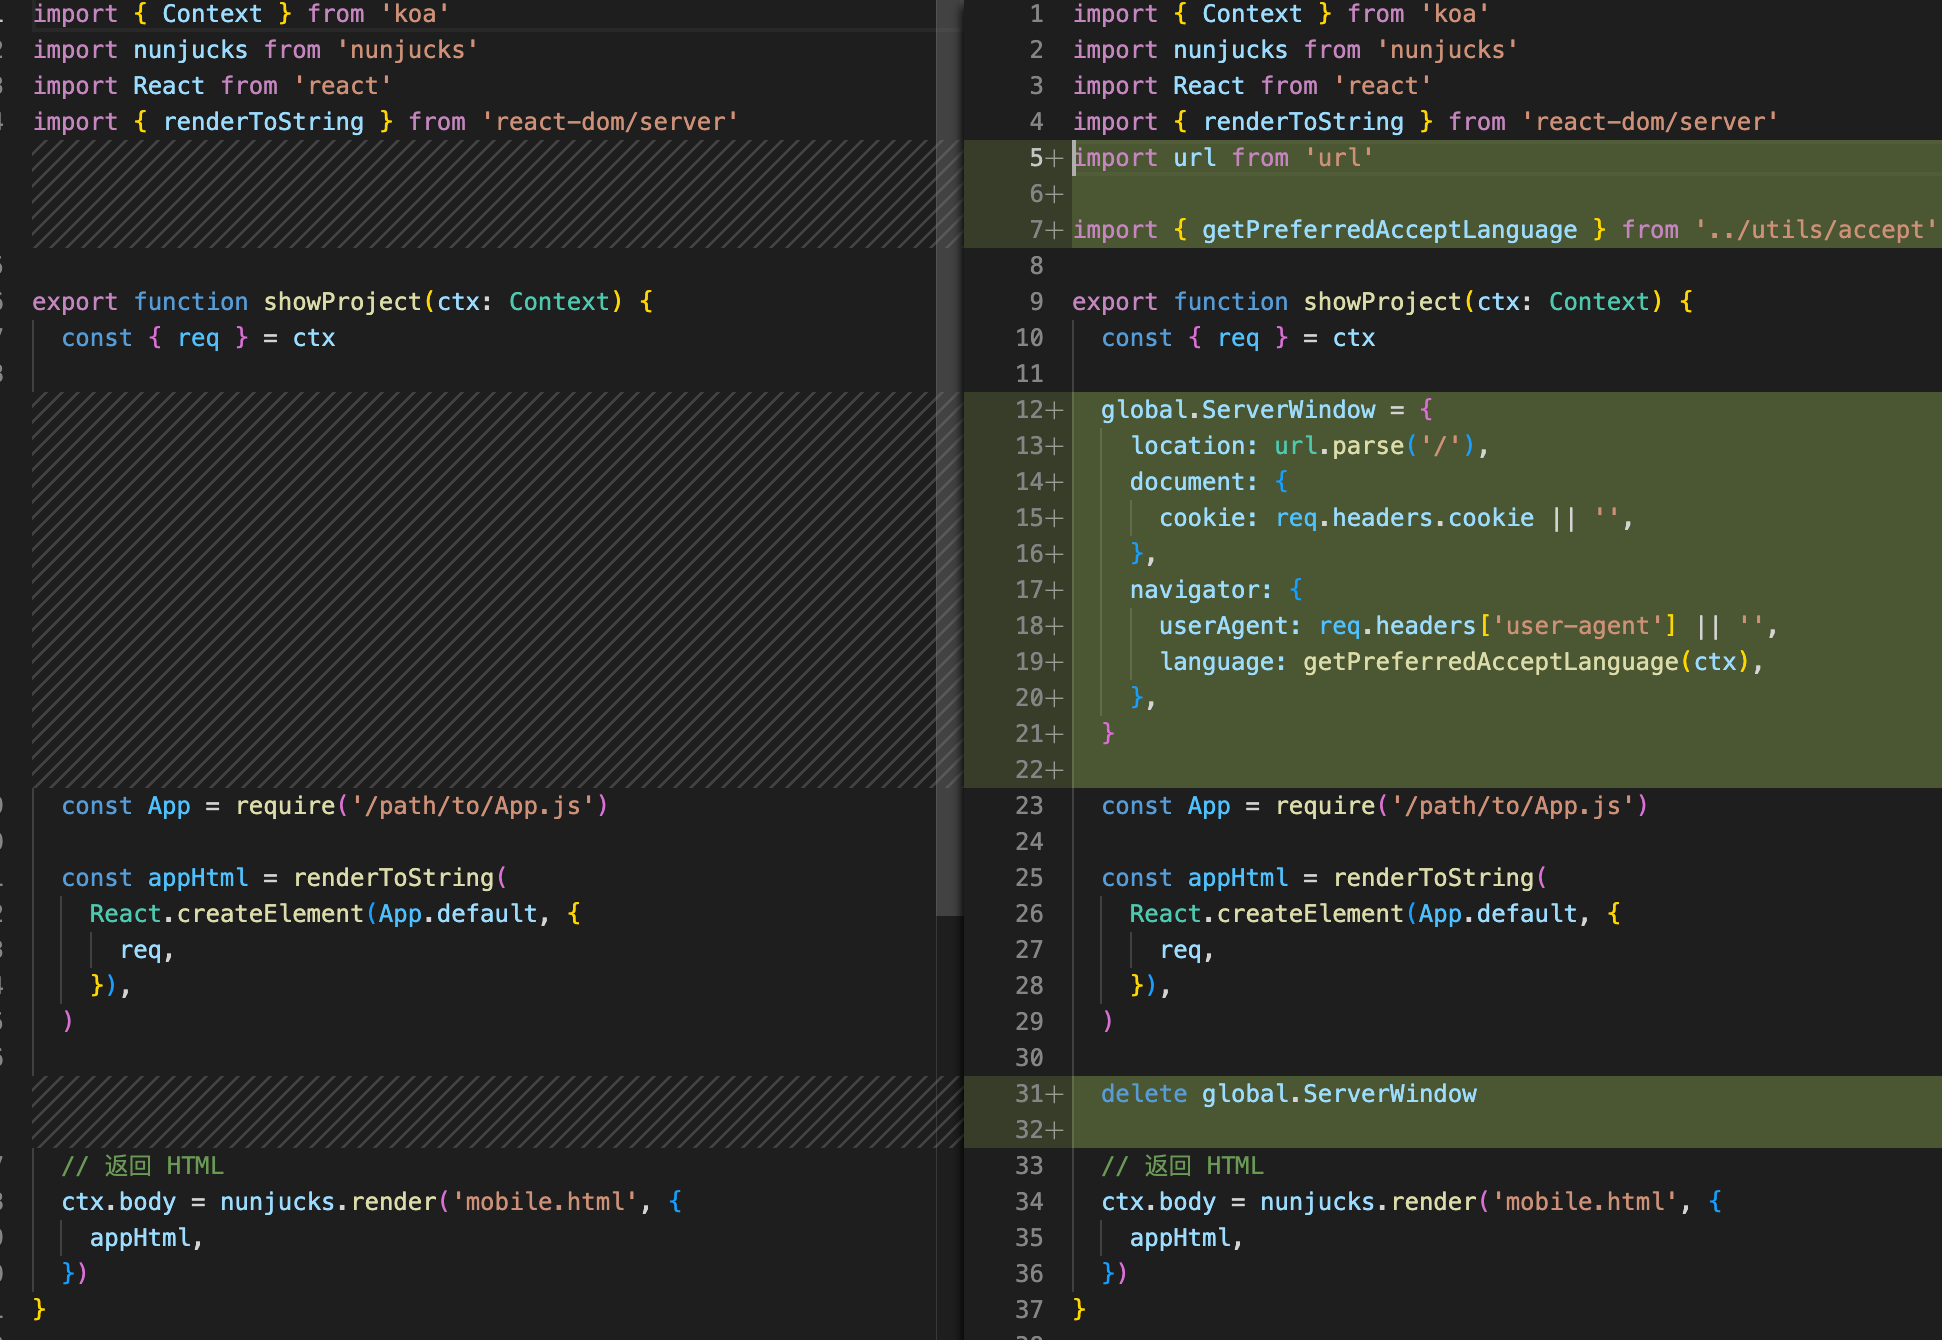 import { Context } from 'koa'
import nunjucks from 'nunjucks'
import React from 'react'
import { renderToString } from 'react-dom/server'
export function showProject(ctx: Context) {
const { req } = ctx
const App = require('/path/to/App.js')
const appHtml = renderToString(
React.createElement(App.default, {
req,
}),
)
// 返回 HTML
ctx.body = nunjucks.render('mobile.html', {
appHtml,
})
}
1 import { Context } from 'koa'
2 import nunjucks from 'nunjucks'
3 import React from 'react'
4 import { renderToString } from 'react-dom/server'
5+ import url from 'url'
6+
7+ import { getPreferredAcceptLanguage } from '../utils/accept'
8
9 export function showProject(ctx: Context) {
10 const { req } = ctx
11
12+ global.ServerWindow = {
13+ location: url.parse('/'),
14+ document: {
15+ cookie: req.headers.cookie || '',
16+ },
17+ navigator: {
18+ userAgent: req.headers['user-agent'] || '',
19+ language: getPreferredAcceptLanguage(ctx),
20+ },
21+ }
22+
23 const App = require('/path/to/App.js')
24
25 const appHtml = renderToString(
26 React.createElement(App.default, {
27 req,
28 }),
29 )
30
31+ delete global.ServerWindow
32+
33 // 返回 HTML
34 ctx.body = nunjucks.render('mobile.html', {
35 appHtml,
36 })
37 }